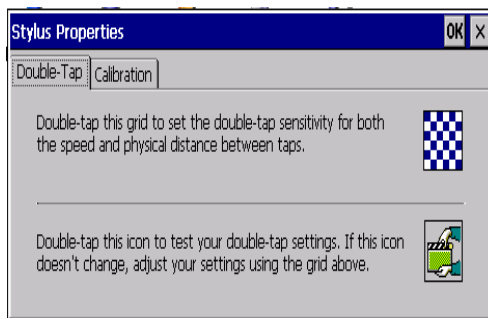 Stylus Properties OK ×
Double-Tap Calibration
Double-tap this grid to set the double-tap sensitivity for both
the speed and physical distance between taps.
Double-tap this icon to test your double-tap settings. If this icon
doesn't change, adjust your settings using the grid above.